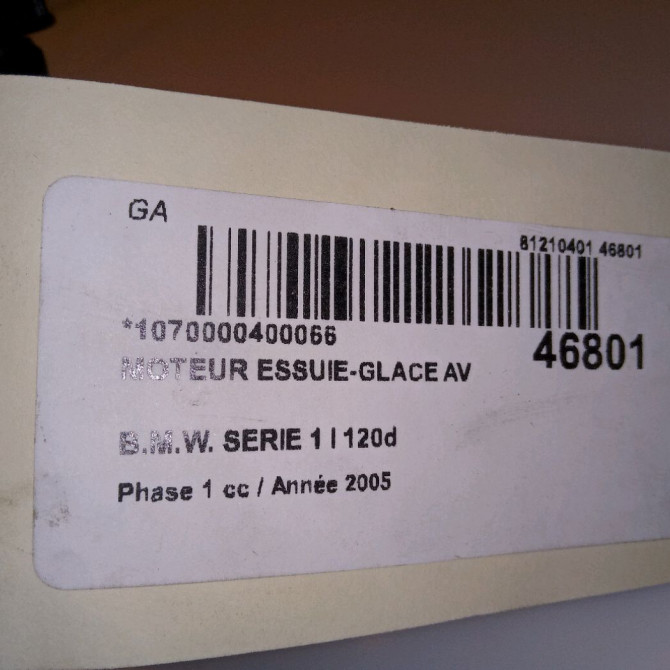 GA
81210401 46801
*1070000400066
46801
MOTEUR ESSUIE-GLACE AV
B.M.W. SERIE 1 I 120d
Phase 1 cc / Année 2005